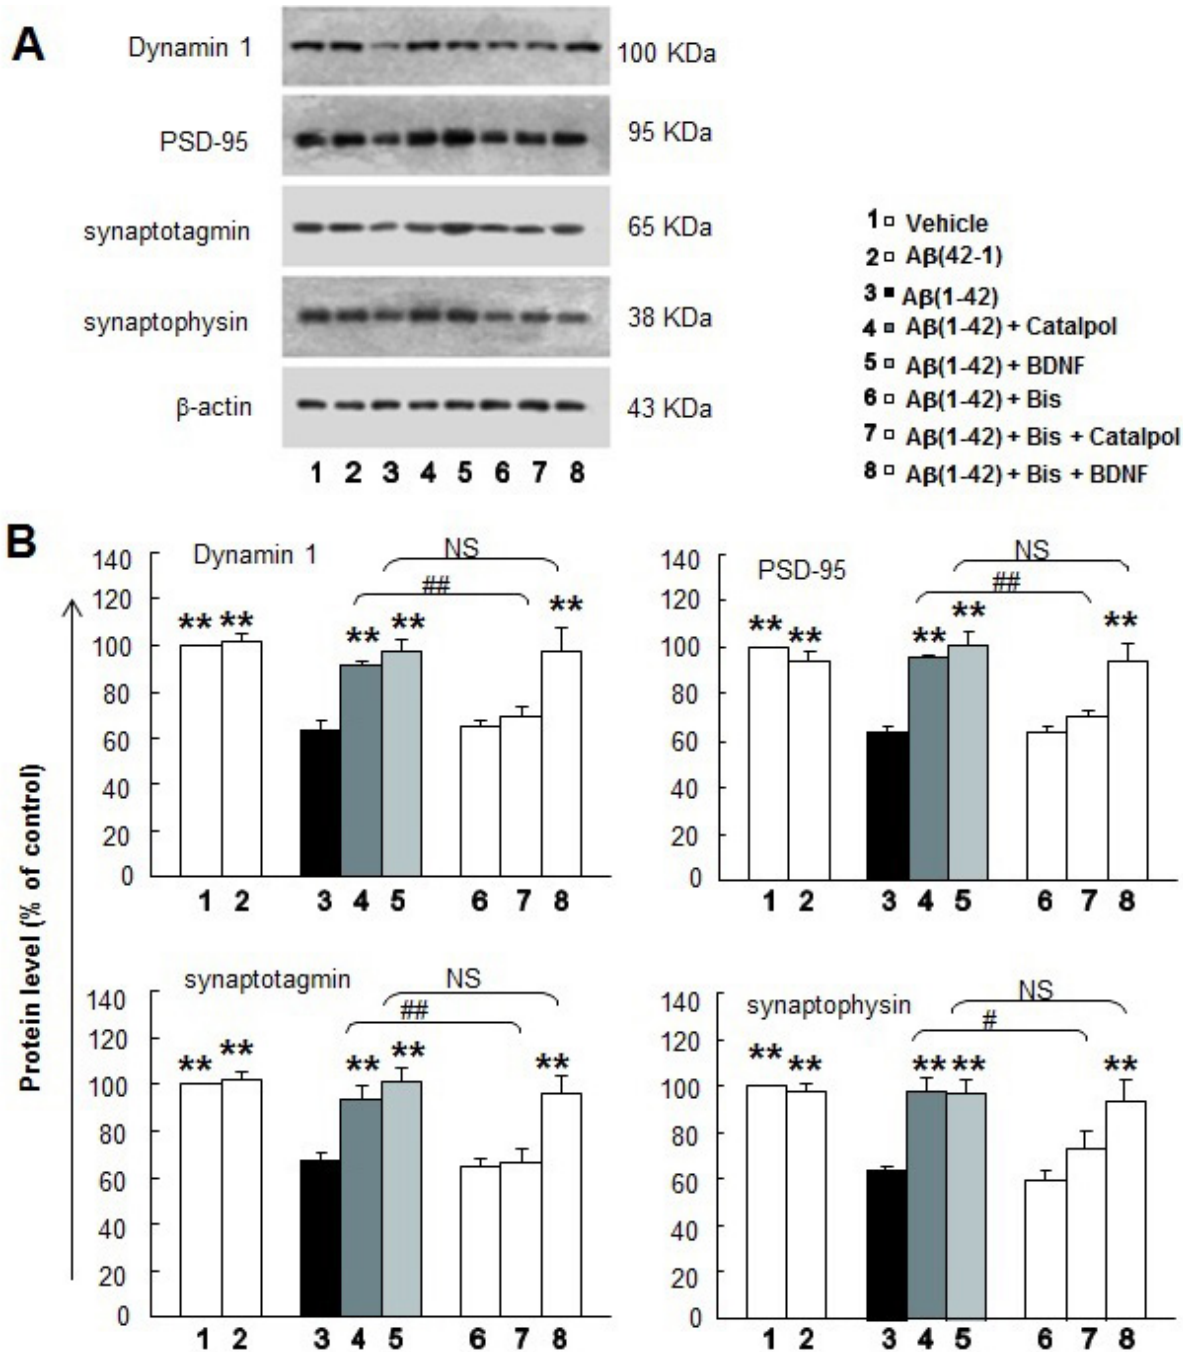 A
Dynamin 1
100 KDa
PSD-95
95 KDa
synaptotagmin
65 KDa
synaptophysin
38 KDa
β-actin
43 KDa
1 2 3 4 5 6 7 8
1 Vehicle
2 Aβ(42-1)
3 Aβ(1-42)
4 Aβ(1-42) + Catalpol
5 Aβ(1-42) + BDNF
6 Aβ(1-42) + Bis
7 Aβ(1-42) + Bis + Catalpol
8 Aβ(1-42) + Bis + BDNF
B
Protein level (% of control)
Dynamin 1
NS
##
** ** ** ** **
140
120
100
80
60
40
20
0
1 2 3 4 5 6 7 8
PSD-95
NS
##
** ** ** ** **
140
120
100
80
60
40
20
0
1 2 3 4 5 6 7 8
synaptotagmin
NS
##
** ** ** ** **
140
120
100
80
60
40
20
0
1 2 3 4 5 6 7 8
synaptophysin
NS
#
** ** ** ** **
140
120
100
80
60
40
20
0
1 2 3 4 5 6 7 8